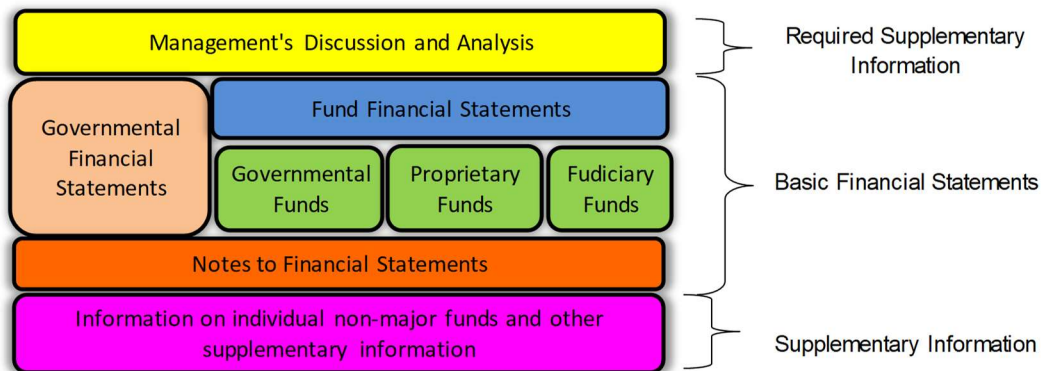 Management's Discussion and Analysis
Required Supplementary
Information
Governmental
Financial
Statements
Fund Financial Statements
Governmental
Funds
Proprietary
Funds
Fudiciary
Funds
Basic Financial Statements
Notes to Financial Statements
Information on individual non-major funds and other
supplementary information
Supplementary Information